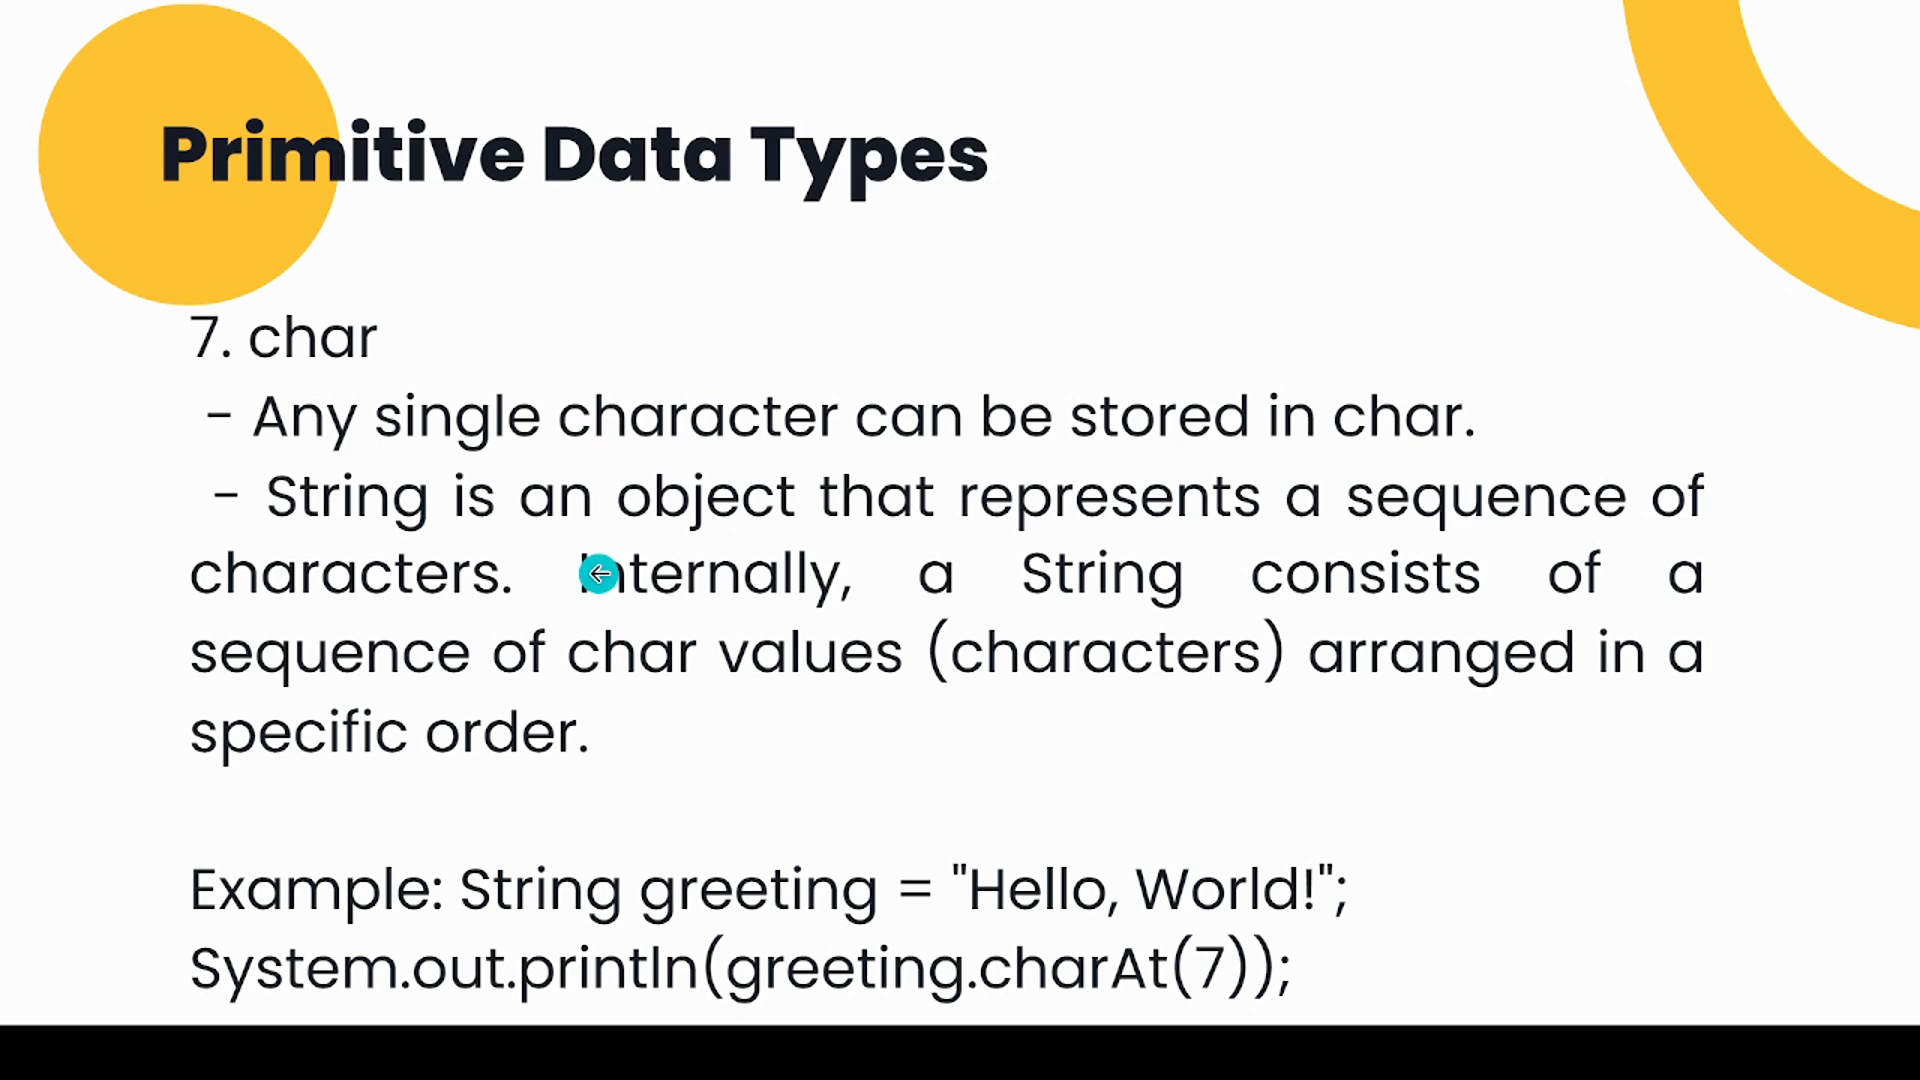 Primitive Data Types
7. char
- Any single character can be stored in char.
- String is an object that represents a sequence of
characters. Internally, a String consists of a
sequence of char values (characters) arranged in a
specific order.
Example: String greeting = "Hello, World!";
System.out.println(greeting.charAt(7));